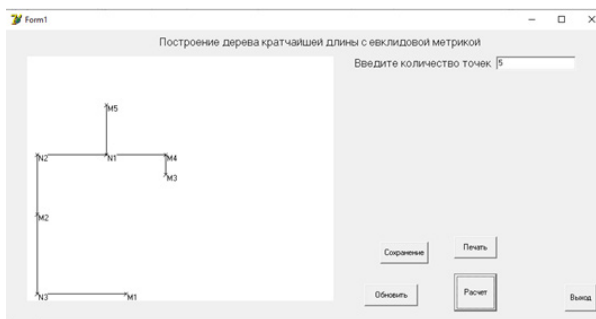 Form1
Построение дерева кратчайшей длины с евклидовой метрикой
Введите количество точек 5
M5
N2 N1 M4
M3
M2
N3 M1
Сохранение Печать
Обновить Расчет Выход